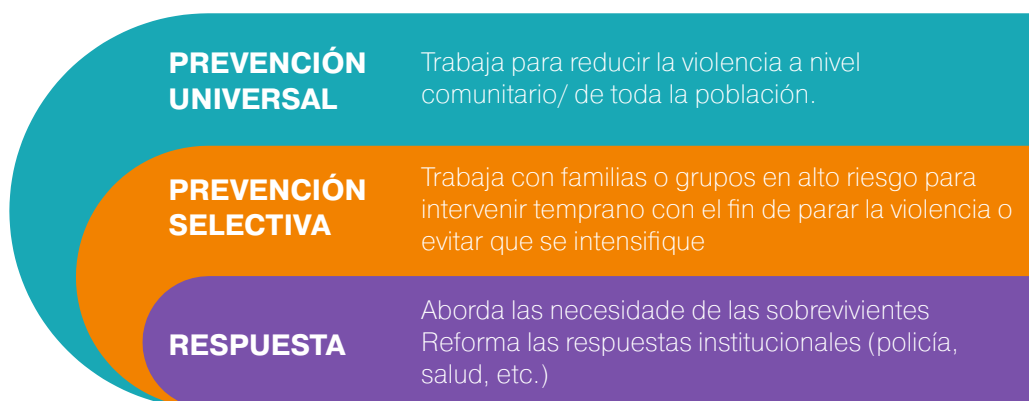 PREVENCIÓN
UNIVERSAL
Trabaja para reducir la violencia a nivel
comunitario/ de toda la población.
PREVENCIÓN
SELECTIVA
Trabaja con familias o grupos en alto riesgo para
intervenir temprano con el fin de parar la violencia o
evitar que se intensifique
RESPUESTA
Aborda las necesidade de las sobrevivientes
Reforma las respuestas institucionales (policía,
salud, etc.)